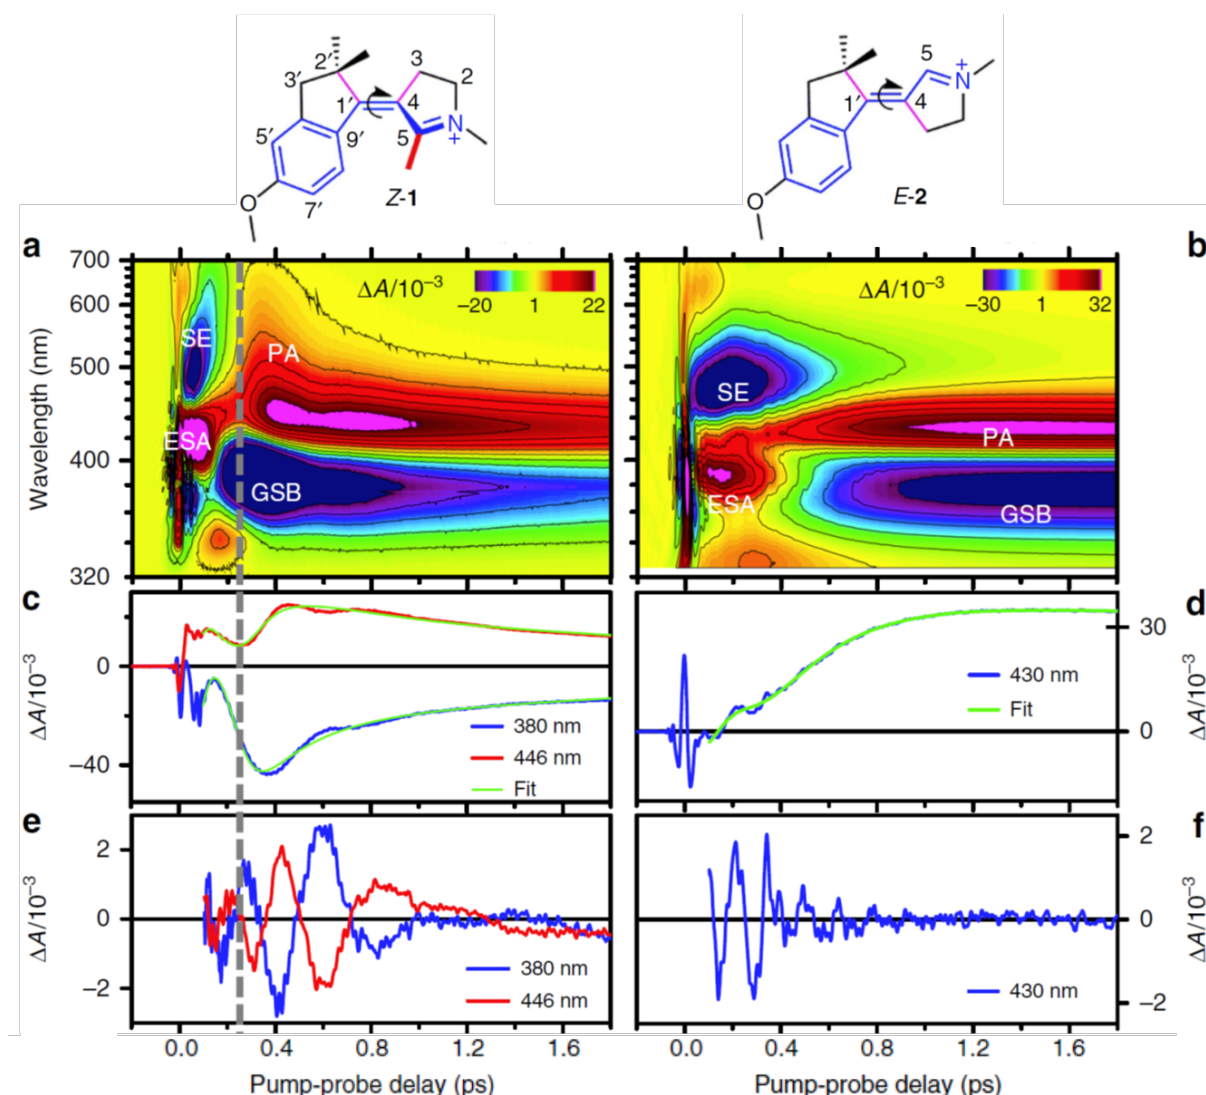 2′
3
3′
2
1′
4
N
+
5′
9′
5
O
7′
Z-1
5
+
N
1′
4
O
E-2
a
b
Wavelength (nm)
700
600
500
400
320
ΔA/10⁻³
−20 1 22
SE
PA
ESA
GSB
ΔA/10⁻³
−30 1 32
SE
PA
ESA
GSB
c
ΔA/10⁻³
0
−40
380 nm
446 nm
Fit
d
ΔA/10⁻³
30
0
430 nm
Fit
e
ΔA/10⁻³
2
0
−2
380 nm
446 nm
f
ΔA/10⁻³
2
0
−2
430 nm
0.0 0.4 0.8 1.2 1.6
Pump-probe delay (ps)
0.0 0.4 0.8 1.2 1.6
Pump-probe delay (ps)